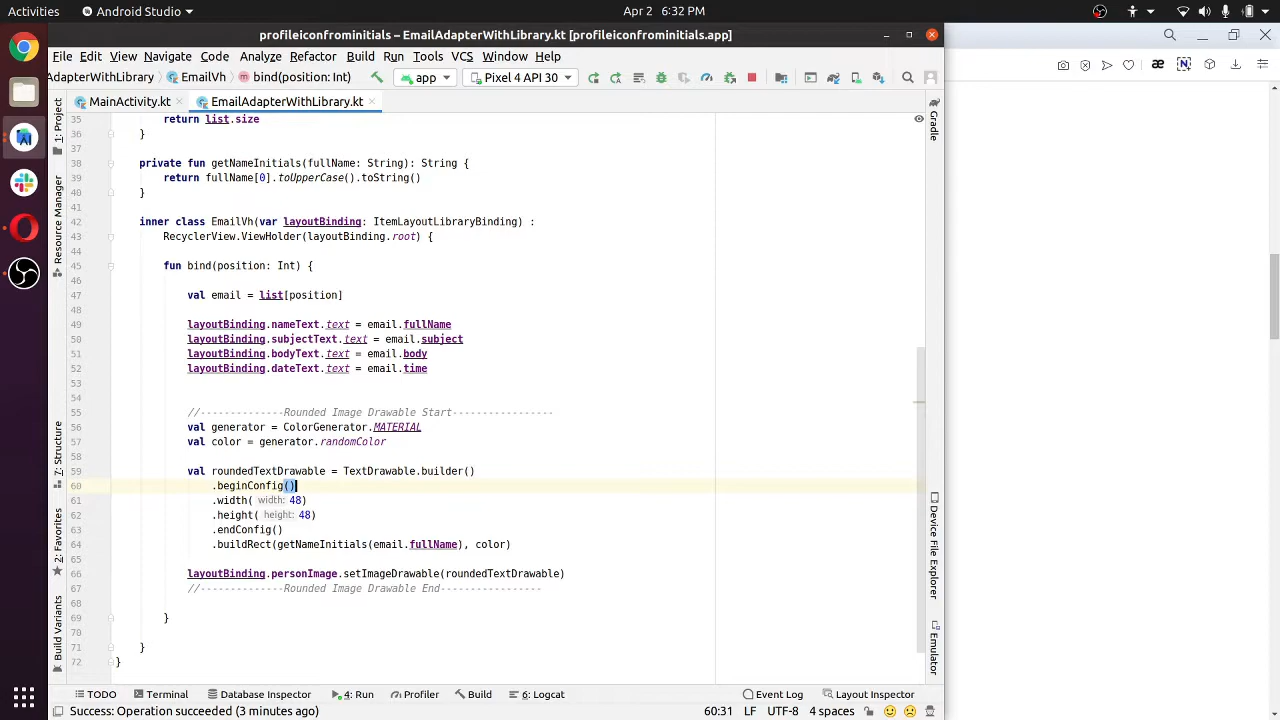 Activities
Android Studio
Apr 2 6:32 PM
profileiconfrominitials – EmailAdapterWithLibrary.kt [profileiconfrominitials.app]
File Edit View Navigate Code Analyze Refactor Build Run Tools VCS Window Help
AdapterWithLibrary EmailVh bind(position: Int) app Pixel 4 API 30
MainActivity.kt EmailAdapterWithLibrary.kt
1: Project
Resource Manager
7: Structure
2: Favorites
Build Variants
35 return list.size
36 }
37
38 private fun getNameInitials(fullName: String): String {
39 return fullName[0].toUpperCase().toString()
40 }
41
42 inner class EmailVh(var layoutBinding: ItemLayoutLibraryBinding) :
43 RecyclerView.ViewHolder(layoutBinding.root) {
44
45 fun bind(position: Int) {
46
47 val email = list[position]
48
49 layoutBinding.nameText.text = email.fullName
50 layoutBinding.subjectText.text = email.subject
51 layoutBinding.bodyText.text = email.body
52 layoutBinding.dateText.text = email.time
53
54
55 //--------------Rounded Image Drawable Start----------------
56 val generator = ColorGenerator.MATERIAL
57 val color = generator.randomColor
58
59 val roundedTextDrawable = TextDrawable.builder()
60 .beginConfig()
61 .width( width: 48)
62 .height( height: 48)
63 .endConfig()
64 .buildRect(getNameInitials(email.fullName), color)
65
66 layoutBinding.personImage.setImageDrawable(roundedTextDrawable)
67 //--------------Rounded Image Drawable End-----------------
68
69 }
70
71 }
72 }
Gradle
Device File Explorer
Emulator
TODO Terminal Database Inspector 4: Run Profiler Build 6: Logcat Event Log Layout Inspector
Success: Operation succeeded (3 minutes ago) 60:31 LF UTF-8 4 spaces